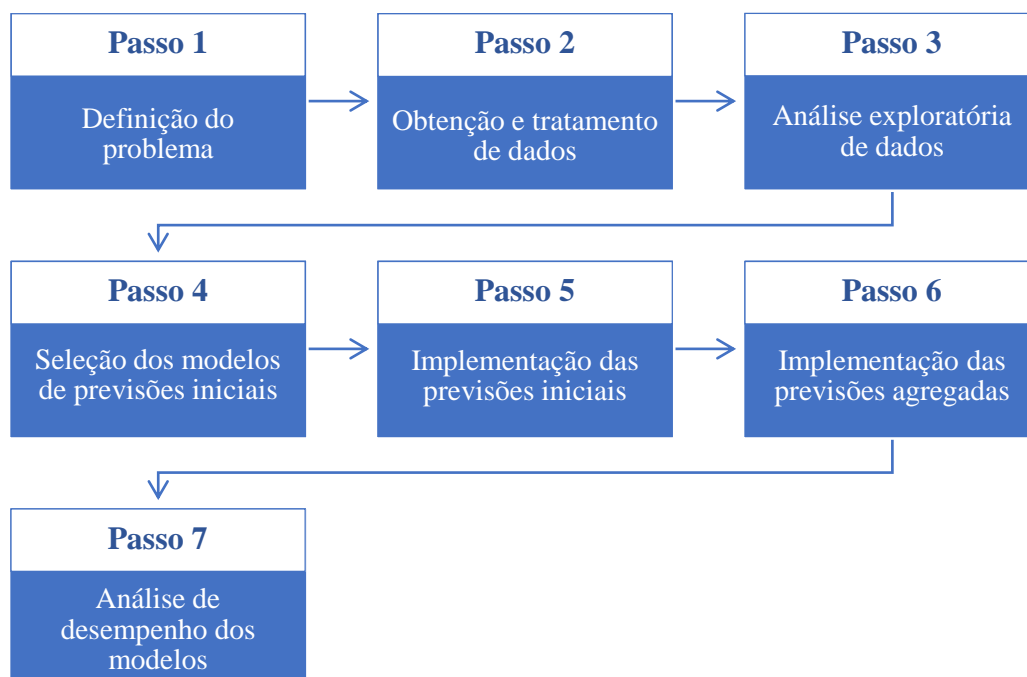 Passo 1
Definição do
problema
Passo 2
Obtenção e tratamento
de dados
Passo 3
Análise exploratória
de dados
Passo 4
Seleção dos modelos
de previsões iniciais
Passo 5
Implementação das
previsões iniciais
Passo 6
Implementação das
previsões agregadas
Passo 7
Análise de
desempenho dos
modelos